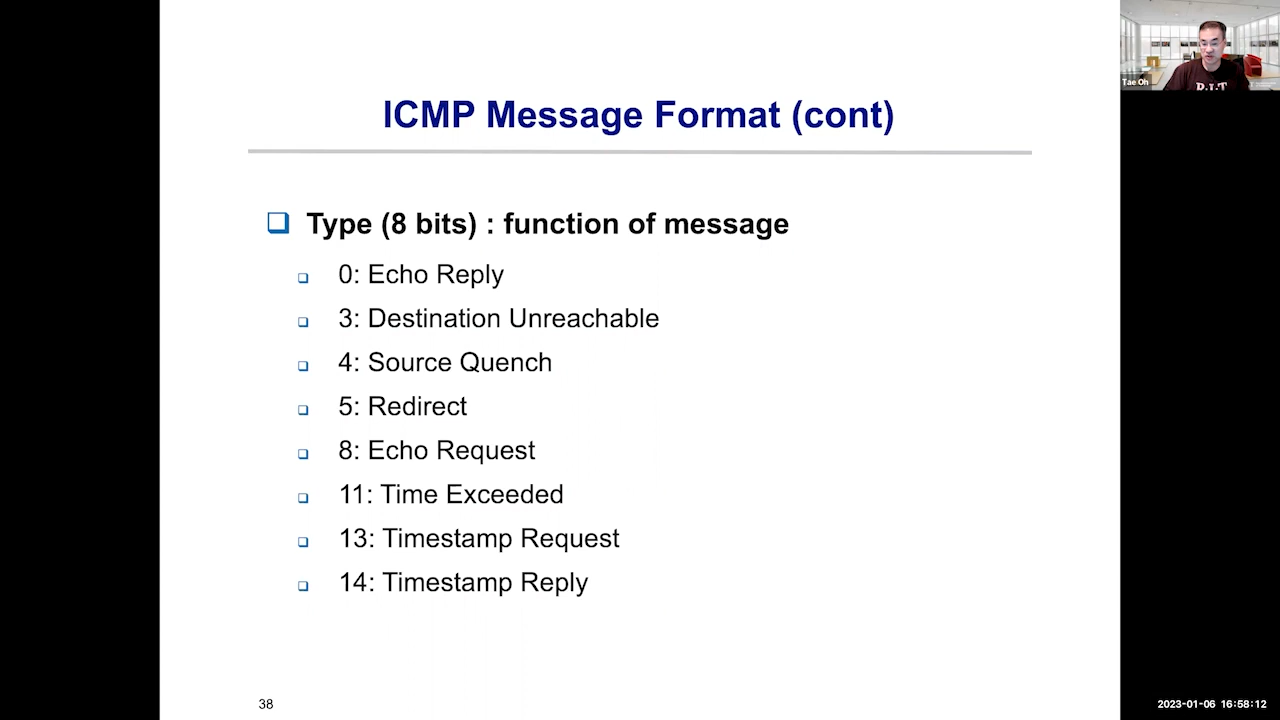 ICMP Message Format (cont)
Type (8 bits) : function of message
0: Echo Reply
3: Destination Unreachable
4: Source Quench
5: Redirect
8: Echo Request
11: Time Exceeded
13: Timestamp Request
14: Timestamp Reply
38
Tae Oh
R.I.T
2023-01-06 16:58:12